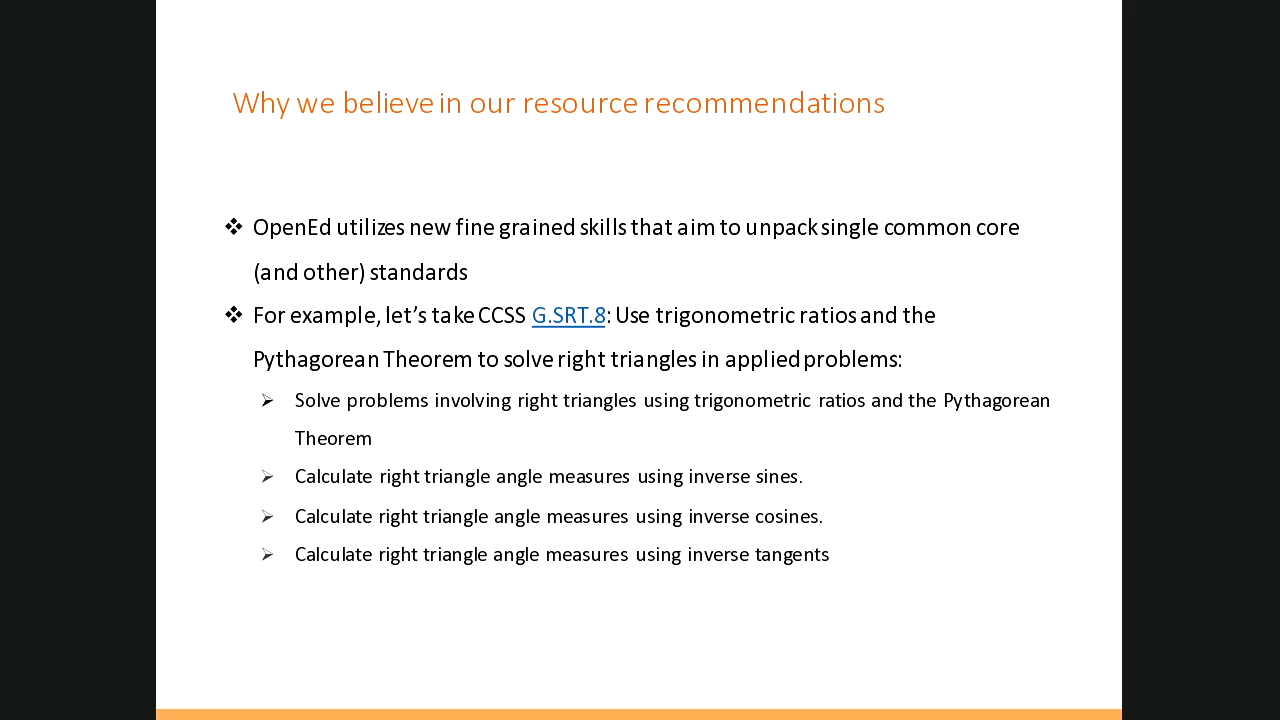 Why we believe in our resource recommendations
❖ OpenEd utilizes new fine grained skills that aim to unpack single common core
(and other) standards
❖ For example, let’s take CCSS G.SRT.8: Use trigonometric ratios and the
Pythagorean Theorem to solve right triangles in applied problems:
➢ Solve problems involving right triangles using trigonometric ratios and the Pythagorean
Theorem
➢ Calculate right triangle angle measures using inverse sines.
➢ Calculate right triangle angle measures using inverse cosines.
➢ Calculate right triangle angle measures using inverse tangents